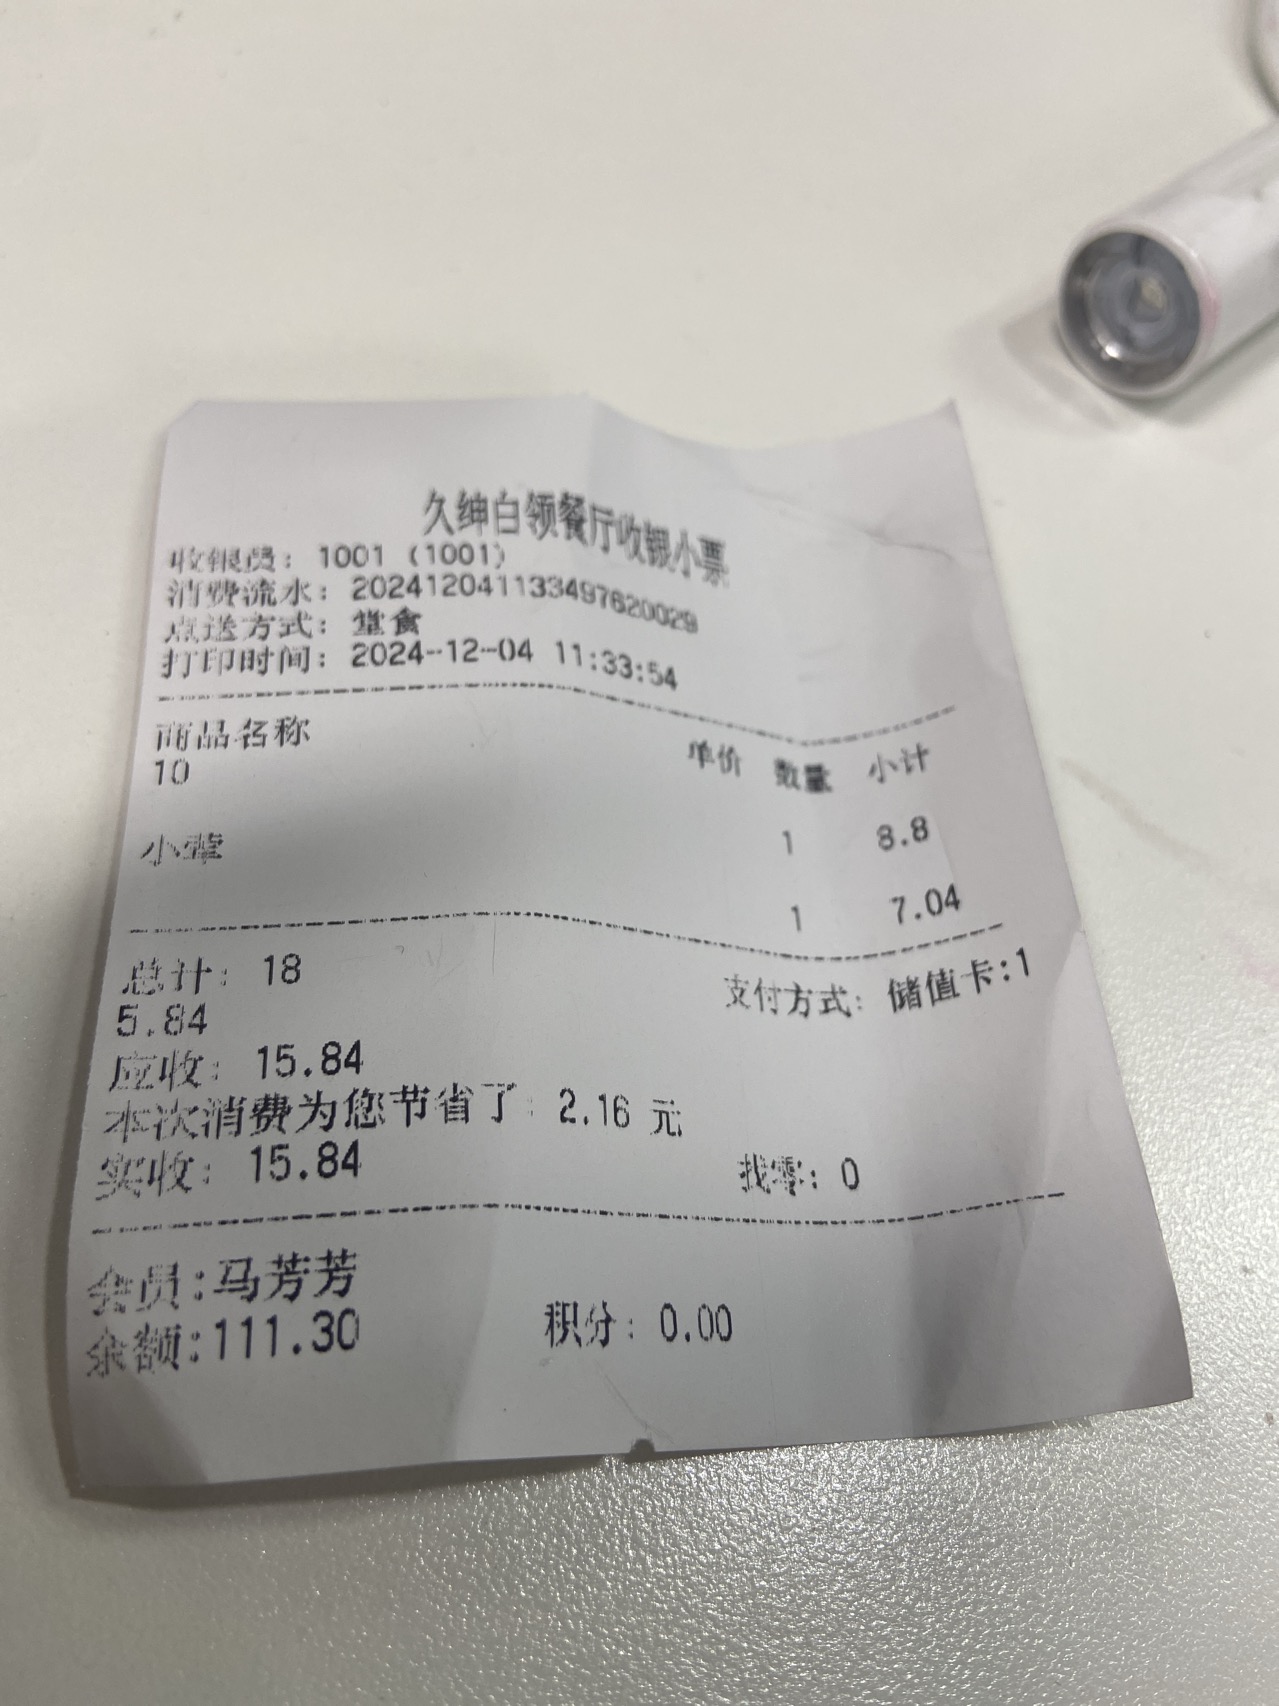 久绅白领餐厅收银小票
收银员：1001 (1001)
消费流水：20241204113349762​0029
点送方式：堂食
打印时间：2024-12-04 11:33:54
商品名称 单价 数量 小计
10
1 8.8
小荤
1 7.04
总计：18 支付方式：储值卡:1
5.84
应收：15.84
本次消费为您节省了：2.16 元
实收：15.84 找零：0
会员:马芳芳
余额:111.30 积分：0.00